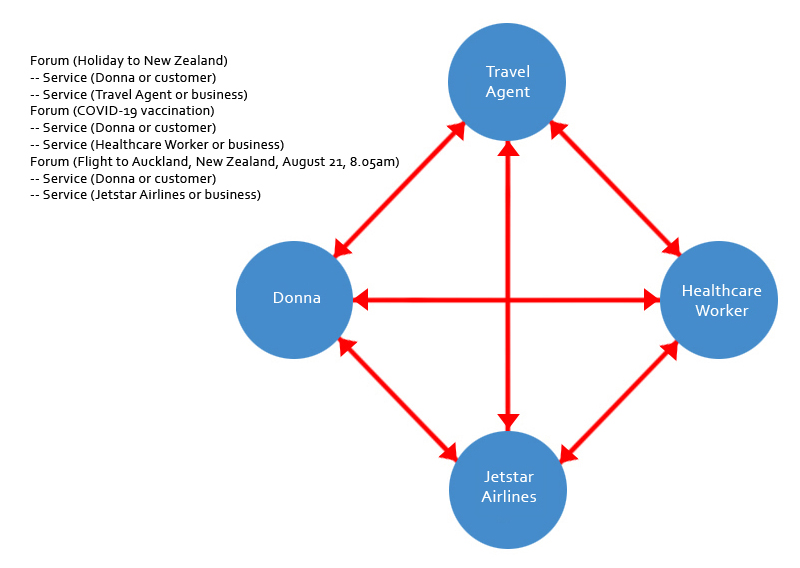 Forum (Holiday to New Zealand)
-- Service (Donna or customer)
-- Service (Travel Agent or business)
Forum (COVID-19 vaccination)
-- Service (Donna or customer)
-- Service (Healthcare Worker or business)
Forum (Flight to Auckland, New Zealand, August 21, 8.05am)
-- Service (Donna or customer)
-- Service (Jetstar Airlines or business)
Travel
Agent
Donna
Healthcare
Worker
Jetstar
Airlines